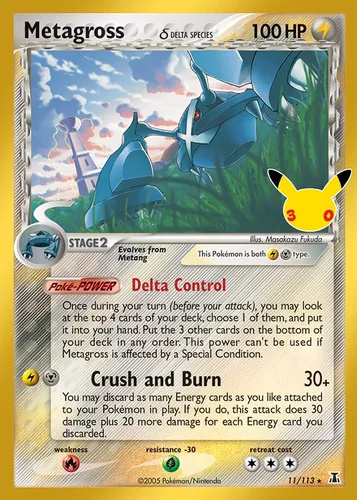 Metagross δ DELTA SPECIES 100 HP
30
Illus. Masakazu Fukuda
STAGE 2 Evolves from
Metang
This Pokémon is both type.
Poké-POWER Delta Control
Once during your turn (before your attack), you may look
at the top 4 cards of your deck, choose 1 of them, and put
it into your hand. Put the 3 other cards on the bottom of
your deck in any order. This power can't be used if
Metagross is affected by a Special Condition.
Crush and Burn 30+
You may discard as many Energy cards as you like attached
to your Pokémon in play. If you do, this attack does 30
damage plus 20 more damage for each Energy card you
discarded.
weakness resistance -30 retreat cost
©2005 Pokémon/Nintendo 11/113 ★